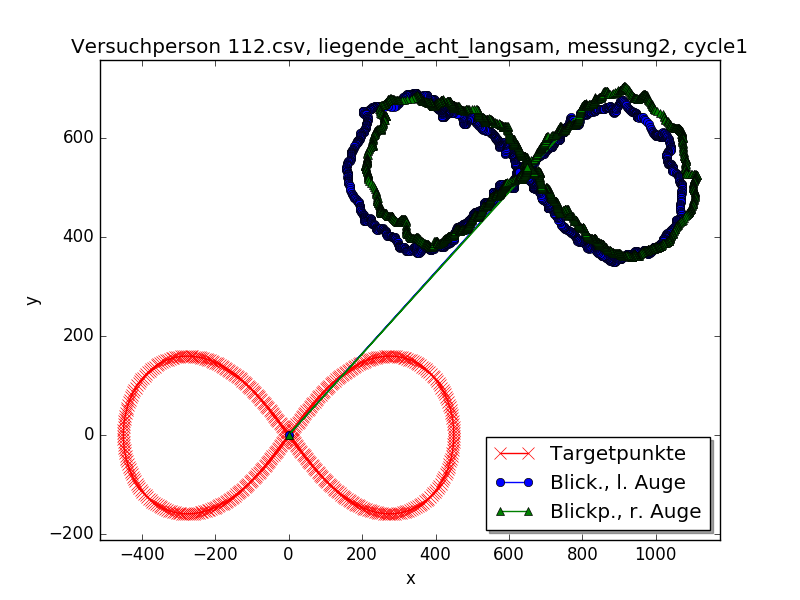 Versuchperson 112.csv, liegende_acht_langsam, messung2, cycle1
y
600
400
200
0
−200
−400
−200
0
200
400
600
800
1000
x
Targetpunkte
Blick., l. Auge
Blickp., r. Auge